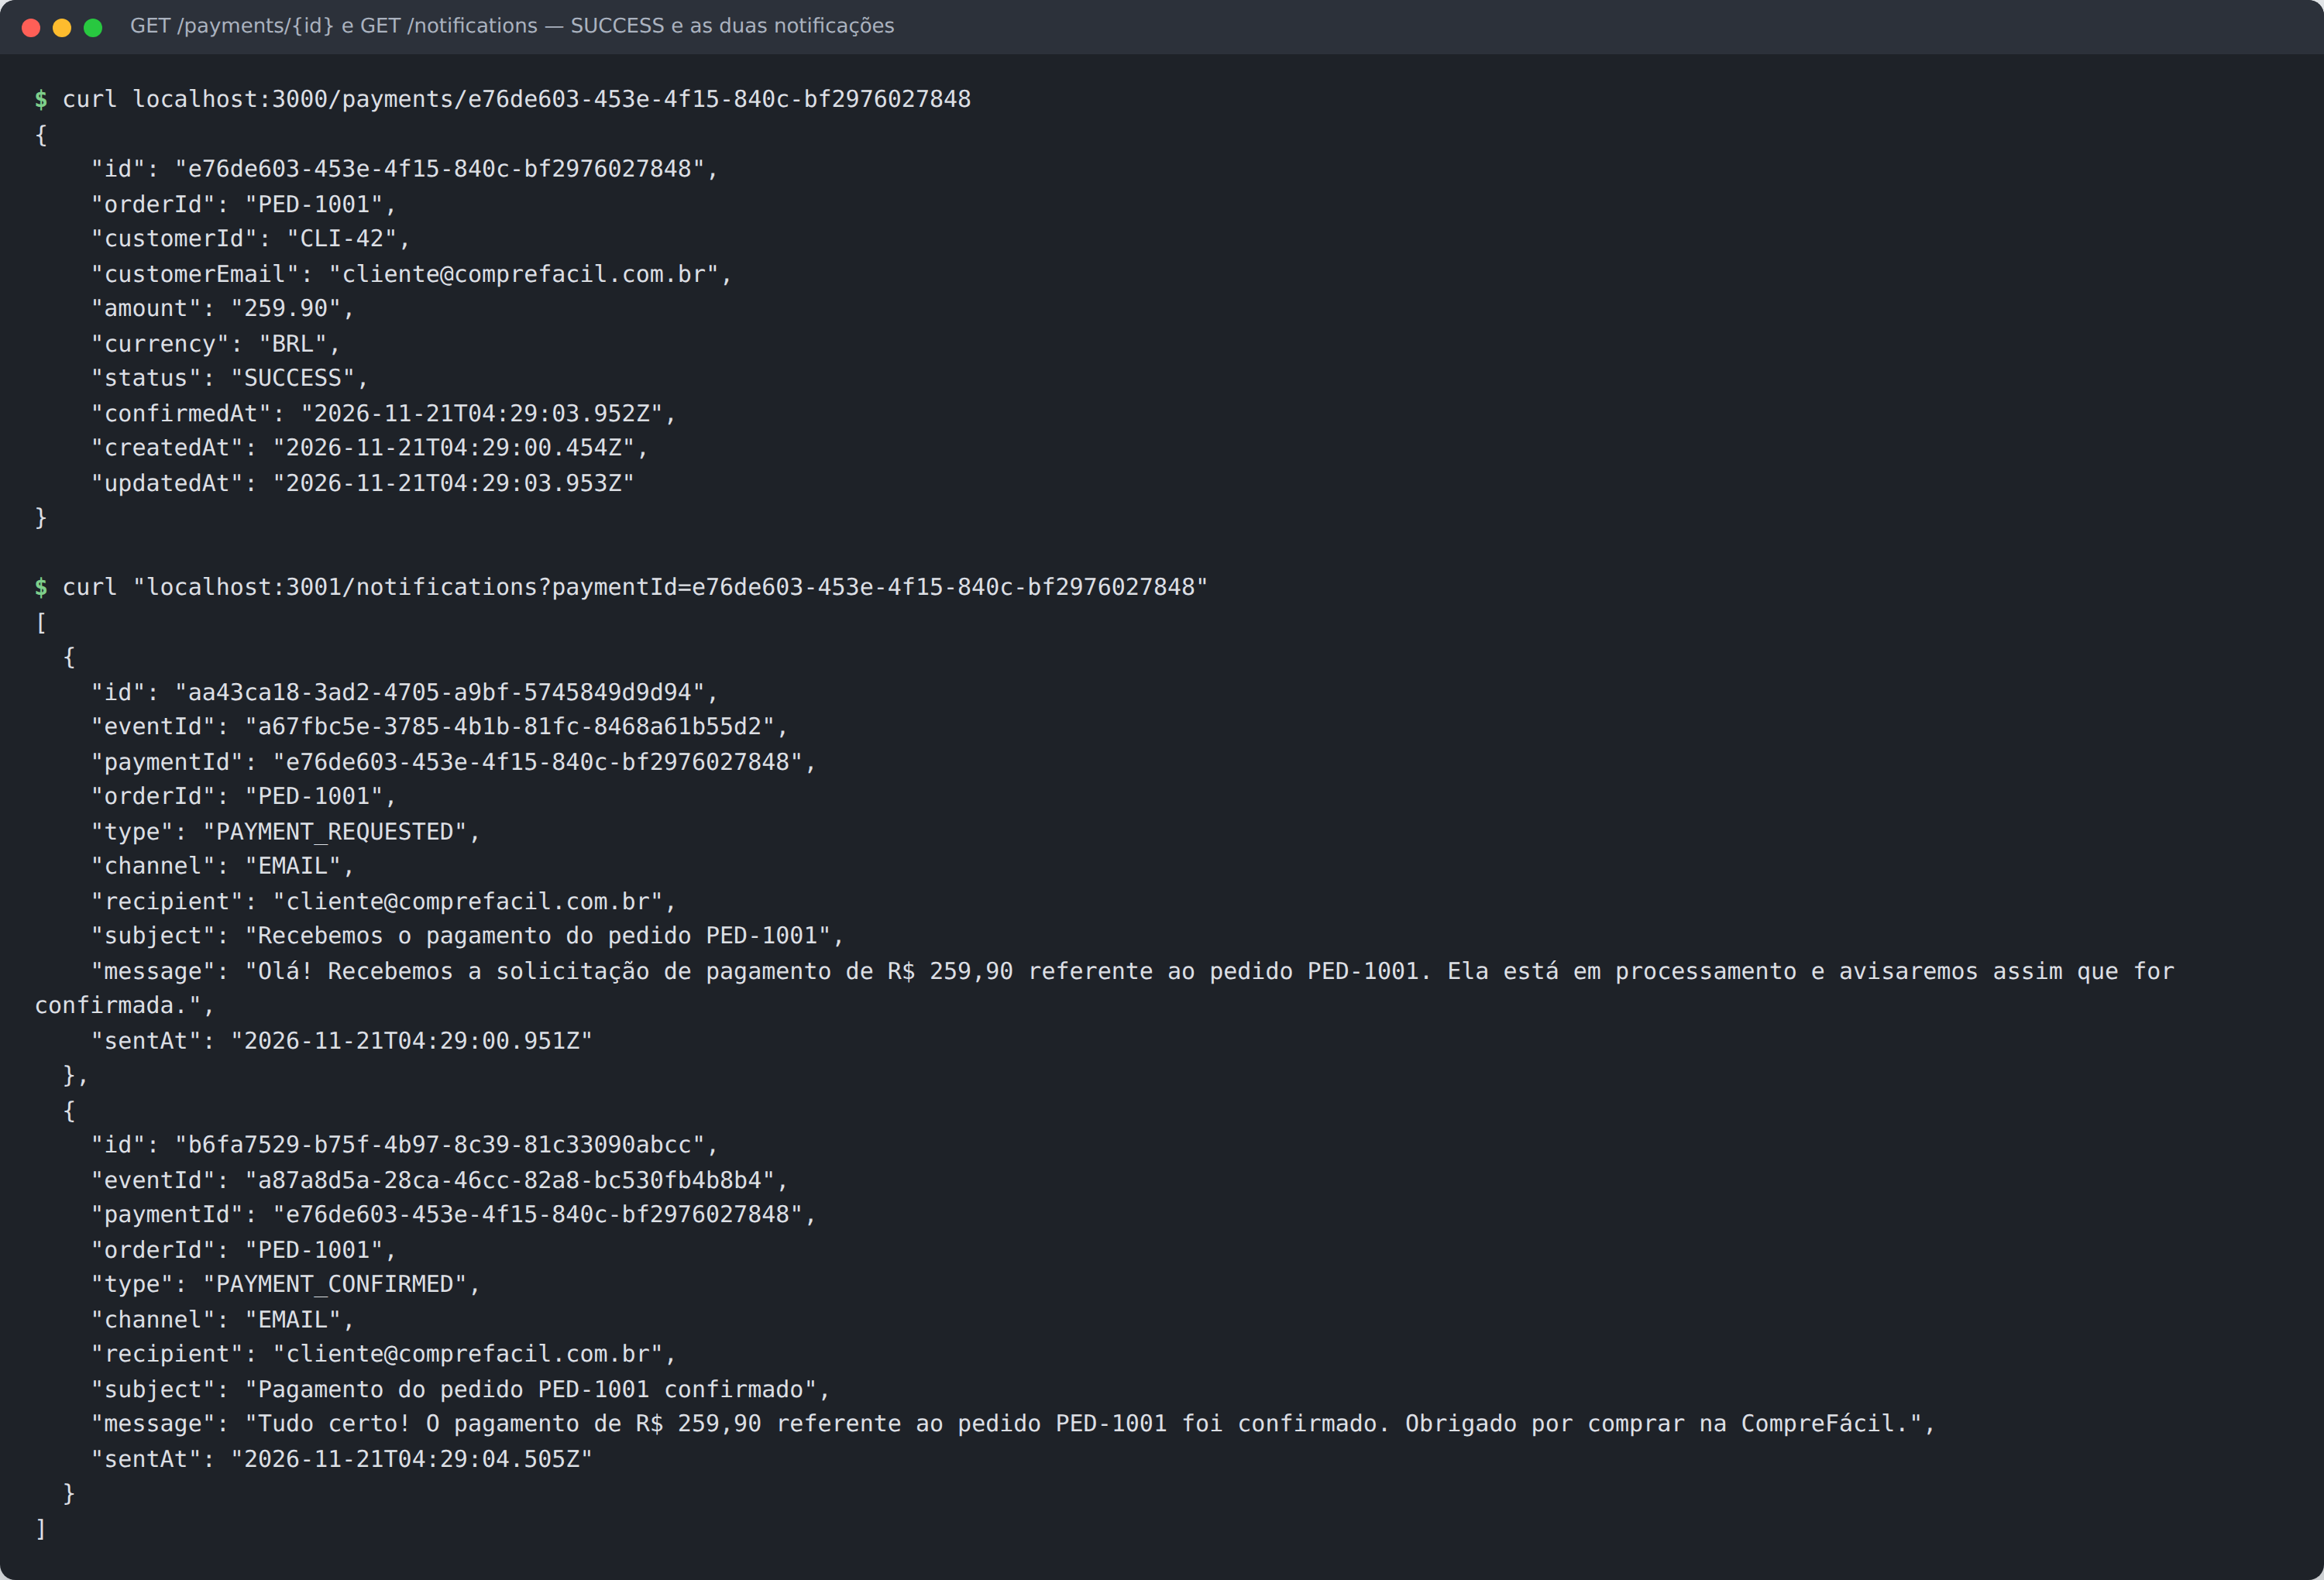 GET /payments/{id} e GET /notifications — SUCCESS e as duas notificações
$ curl localhost:3000/payments/e76de603-453e-4f15-840c-bf2976027848
{
    "id": "e76de603-453e-4f15-840c-bf2976027848",
    "orderId": "PED-1001",
    "customerId": "CLI-42",
    "customerEmail": "cliente@comprefacil.com.br",
    "amount": "259.90",
    "currency": "BRL",
    "status": "SUCCESS",
    "confirmedAt": "2026-11-21T04:29:03.952Z",
    "createdAt": "2026-11-21T04:29:00.454Z",
    "updatedAt": "2026-11-21T04:29:03.953Z"
}
$ curl "localhost:3001/notifications?paymentId=e76de603-453e-4f15-840c-bf2976027848"
[
  {
    "id": "aa43ca18-3ad2-4705-a9bf-5745849d9d94",
    "eventId": "a67fbc5e-3785-4b1b-81fc-8468a61b55d2",
    "paymentId": "e76de603-453e-4f15-840c-bf2976027848",
    "orderId": "PED-1001",
    "type": "PAYMENT_REQUESTED",
    "channel": "EMAIL",
    "recipient": "cliente@comprefacil.com.br",
    "subject": "Recebemos o pagamento do pedido PED-1001",
    "message": "Olá! Recebemos a solicitação de pagamento de R$ 259,90 referente ao pedido PED-1001. Ela está em processamento e avisaremos assim que for
confirmada.",
    "sentAt": "2026-11-21T04:29:00.951Z"
  },
  {
    "id": "b6fa7529-b75f-4b97-8c39-81c33090abcc",
    "eventId": "a87a8d5a-28ca-46cc-82a8-bc530fb4b8b4",
    "paymentId": "e76de603-453e-4f15-840c-bf2976027848",
    "orderId": "PED-1001",
    "type": "PAYMENT_CONFIRMED",
    "channel": "EMAIL",
    "recipient": "cliente@comprefacil.com.br",
    "subject": "Pagamento do pedido PED-1001 confirmado",
    "message": "Tudo certo! O pagamento de R$ 259,90 referente ao pedido PED-1001 foi confirmado. Obrigado por comprar na CompreFácil.",
    "sentAt": "2026-11-21T04:29:04.505Z"
  }
]